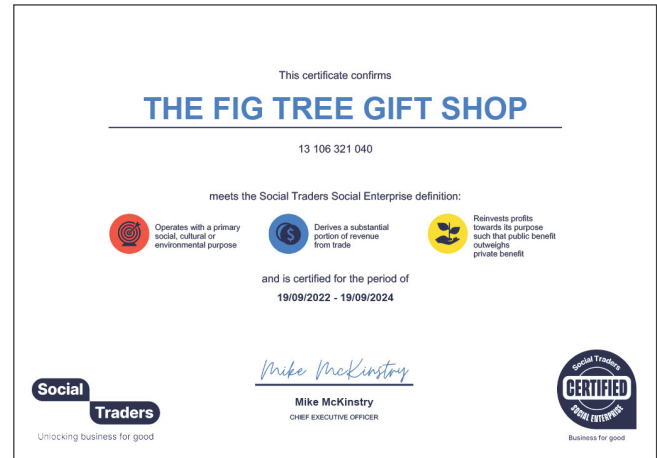 This certificate confirms
THE FIG TREE GIFT SHOP
13 106 321 040
meets the Social Traders Social Enterprise definition:
Operates with a primary
social, cultural or
environmental purpose
Derives a substantial
portion of revenue
from trade
Reinvests profits
towards its purpose
such that public benefit
outweighs
private benefit
and is certified for the period of
19/09/2022 - 19/09/2024
Mike McKinstry
Mike McKinstry
CHIEF EXECUTIVE OFFICER
Social
Traders
Unlocking business for good
Social Traders
CERTIFIED
SOCIAL ENTERPRISE
Business for good